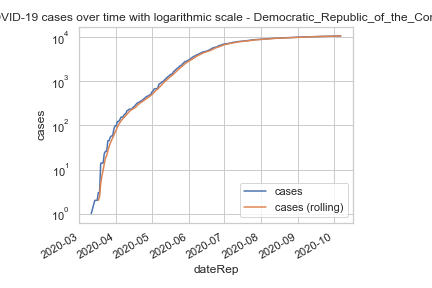 VID-19 cases over time with logarithmic scale - Democratic_Republic_of_the_Con
10⁴
10³
10²
10¹
10⁰
cases
cases
cases (rolling)
2020-03
2020-04
2020-05
2020-06
2020-07
2020-08
2020-09
2020-10
dateRep